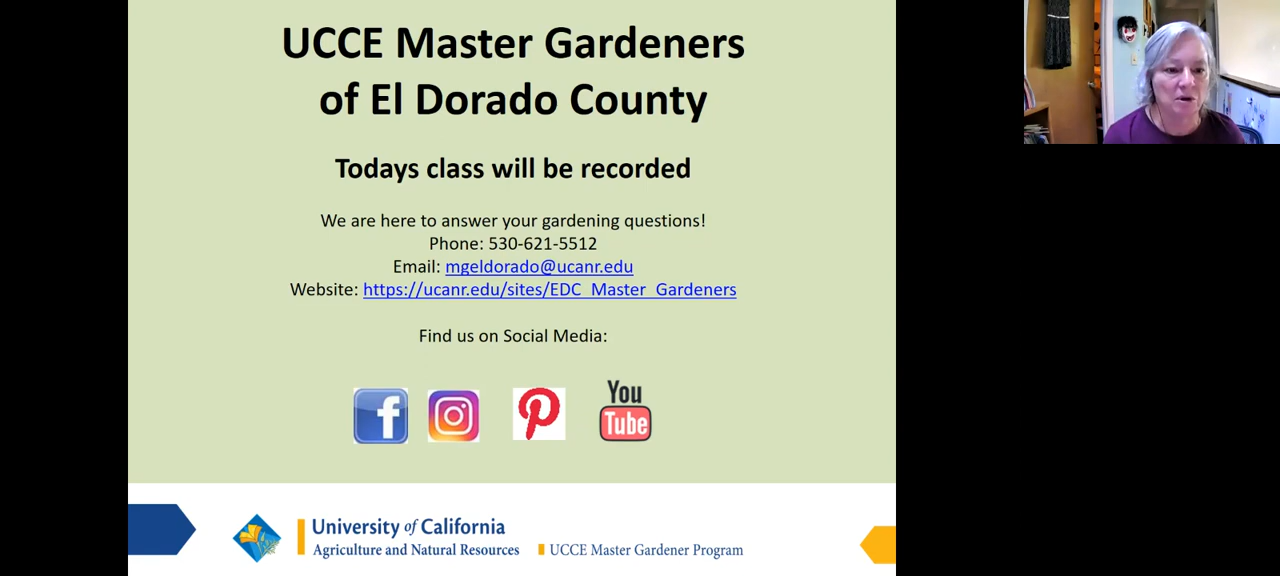 UCCE Master Gardeners
of El Dorado County
Todays class will be recorded
We are here to answer your gardening questions!
Phone: 530-621-5512
Email: mgeldorado@ucanr.edu
Website: https://ucanr.edu/sites/EDC_Master_Gardeners
Find us on Social Media:
You
Tube
University of California
Agriculture and Natural Resources
UCCE Master Gardener Program